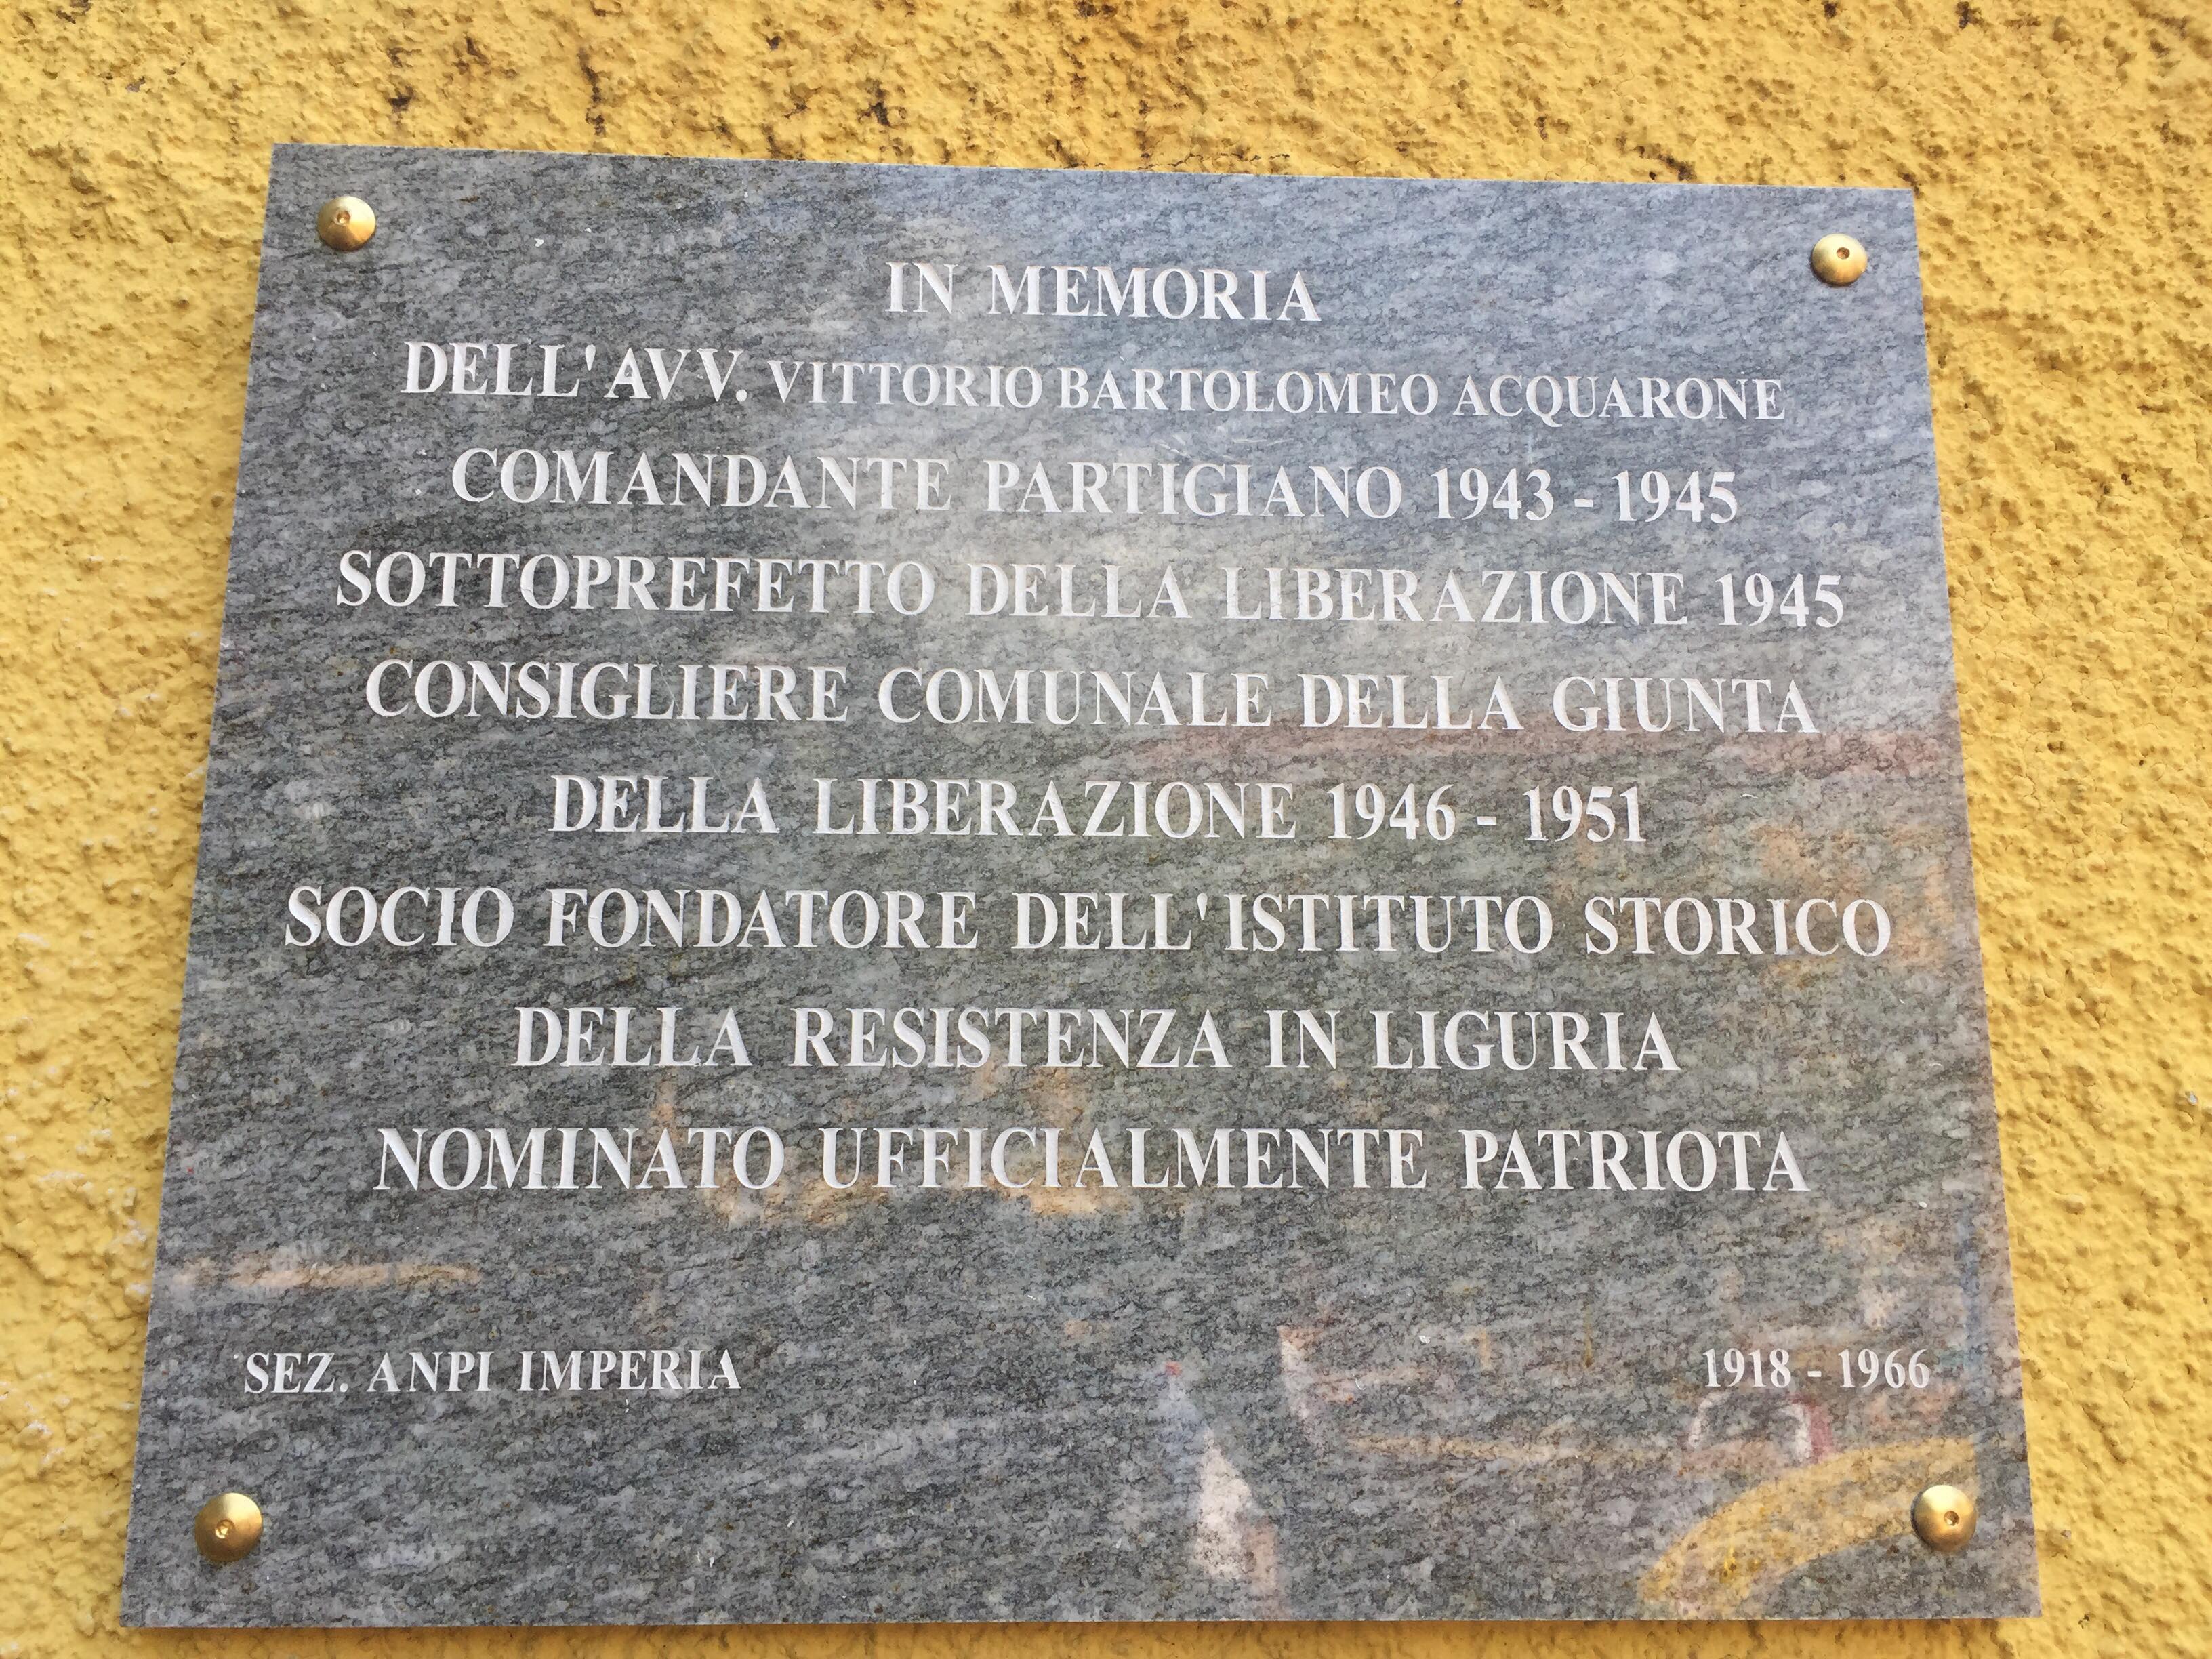 IN MEMORIA
DELL'AVV. VITTORIO BARTOLOMEO ACQUARONE
COMANDANTE PARTIGIANO 1943 - 1945
SOTTOPREFETTO DELLA LIBERAZIONE 1945
CONSIGLIERE COMUNALE DELLA GIUNTA
DELLA LIBERAZIONE 1946 - 1951
SOCIO FONDATORE DELL'ISTITUTO STORICO
DELLA RESISTENZA IN LIGURIA
NOMINATO UFFICIALMENTE PATRIOTA
SEZ. ANPI IMPERIA 1918 - 1966